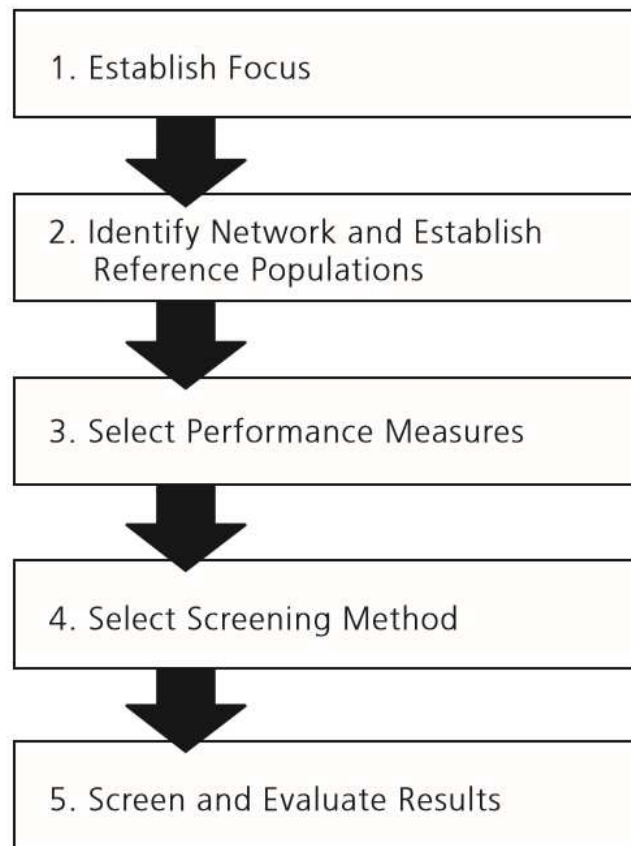 1. Establish Focus
2. Identify Network and Establish
Reference Populations
3. Select Performance Measures
4. Select Screening Method
5. Screen and Evaluate Results